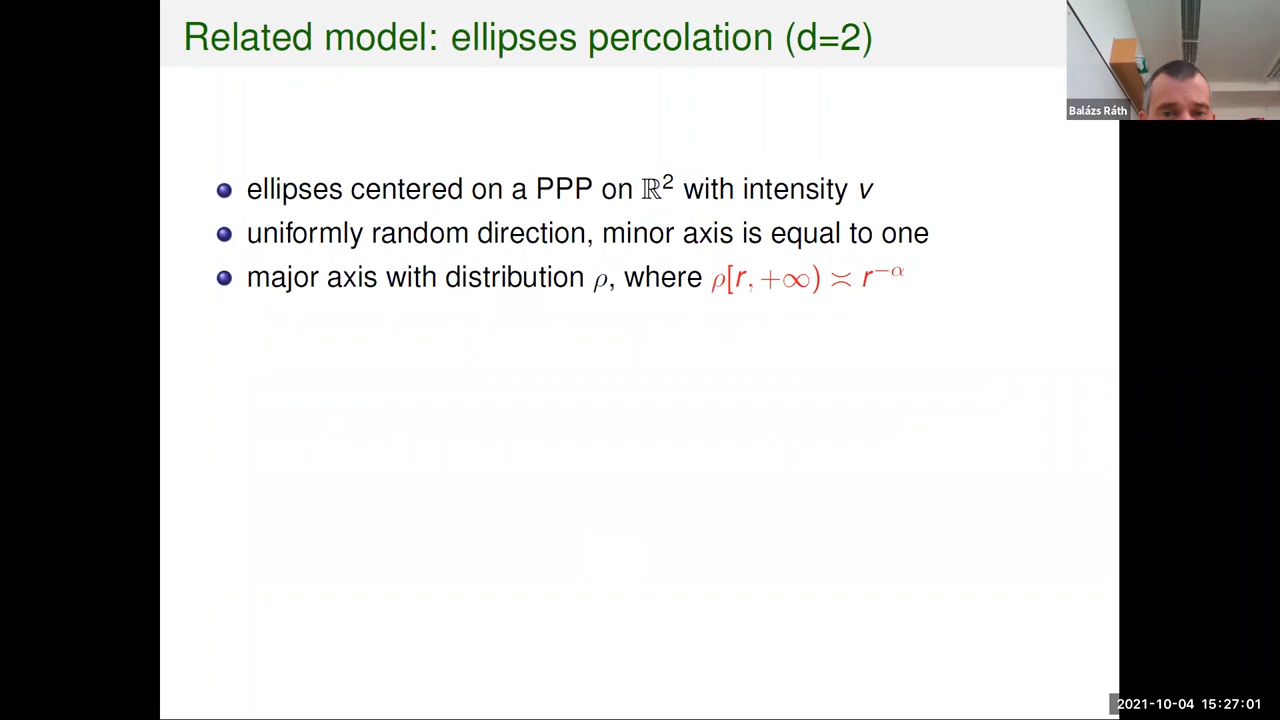 Related model: ellipses percolation (d=2)
Balázs Ráth
ellipses centered on a PPP on ℝ² with intensity v
uniformly random direction, minor axis is equal to one
major axis with distribution ρ, where ρ[r, +∞) ≍ r^{−α}
2021-10-04 15:27:01